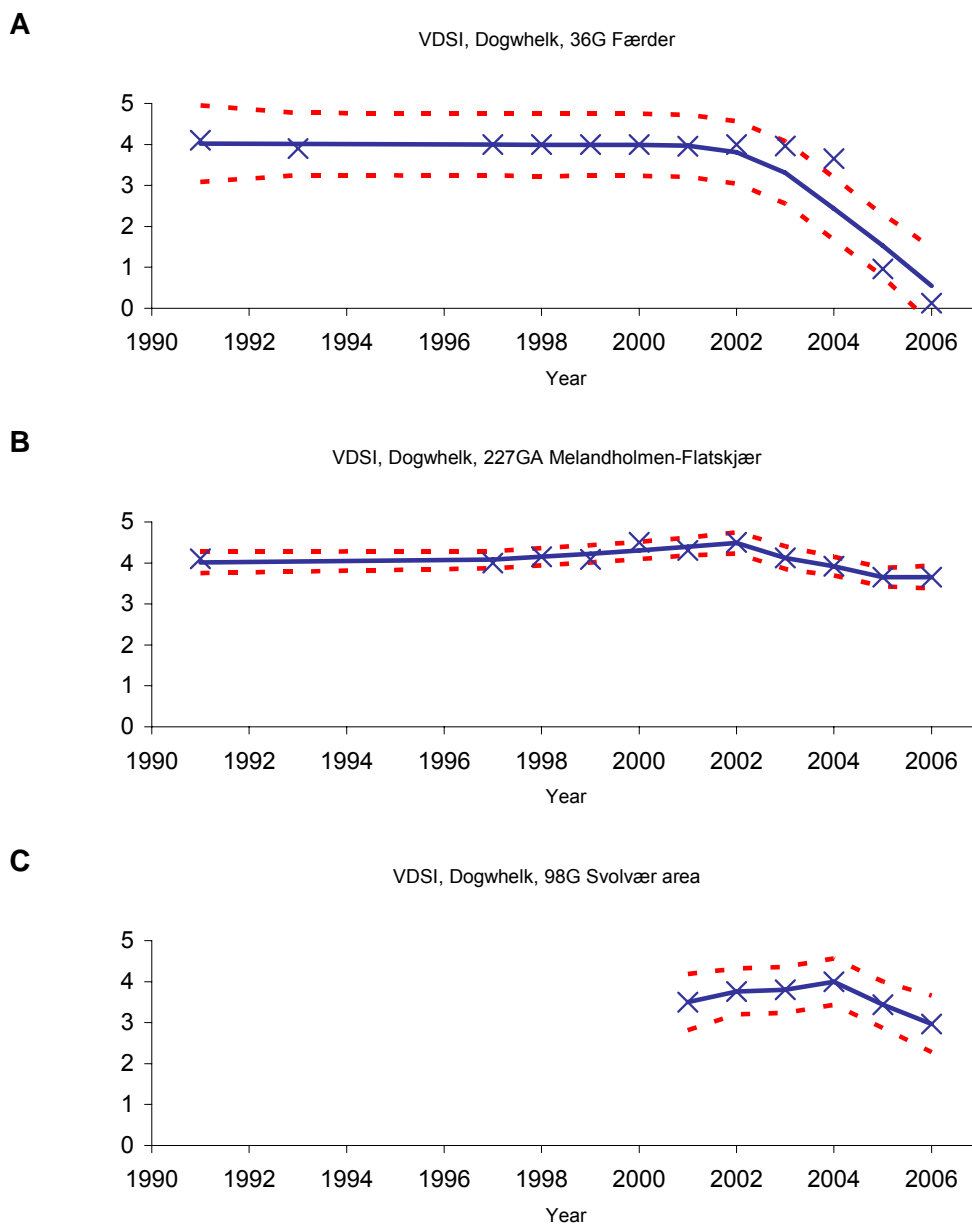 A
VDSI, Dogwhelk, 36G Færder
5
4
3
2
1
0
1990 1992 1994 1996 1998 2000 2002 2004 2006
Year
B
VDSI, Dogwhelk, 227GA Melandholmen-Flatskjær
5
4
3
2
1
0
1990 1992 1994 1996 1998 2000 2002 2004 2006
Year
C
VDSI, Dogwhelk, 98G Svolvær area
5
4
3
2
1
0
1990 1992 1994 1996 1998 2000 2002 2004 2006
Year